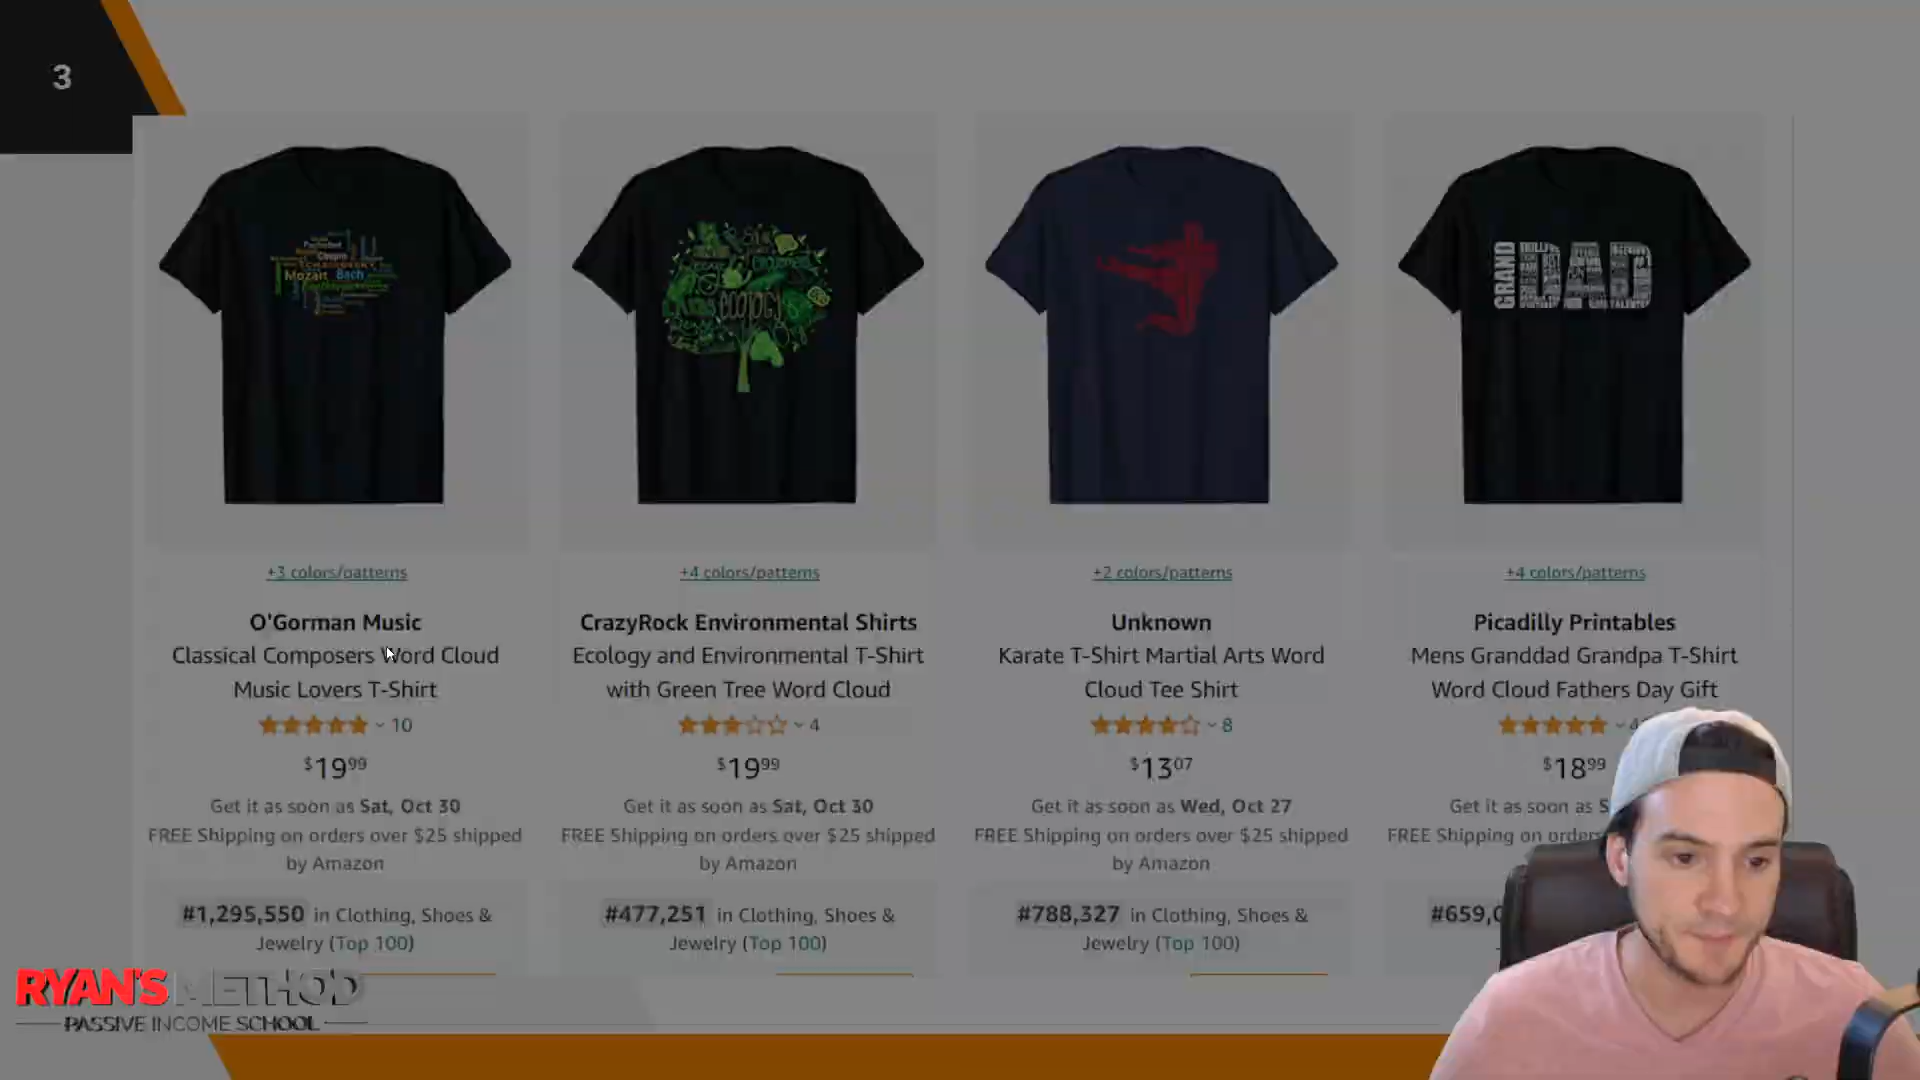 3
Pachelbel
Chopin
TCHAIKOVSKY
Mozart Bach
ECOLOGY
GRAND DAD
+3 colors/patterns
+4 colors/patterns
+2 colors/patterns
+4 colors/patterns
O'Gorman Music
Classical Composers Word Cloud
Music Lovers T-Shirt
10
$19.99
Get it as soon as Sat, Oct 30
FREE Shipping on orders over $25 shipped
by Amazon
#1,295,550 in Clothing, Shoes &
Jewelry (Top 100)
CrazyRock Environmental Shirts
Ecology and Environmental T-Shirt
with Green Tree Word Cloud
4
$19.99
Get it as soon as Sat, Oct 30
FREE Shipping on orders over $25 shipped
by Amazon
#477,251 in Clothing, Shoes &
Jewelry (Top 100)
Unknown
Karate T-Shirt Martial Arts Word
Cloud Tee Shirt
8
$13.07
Get it as soon as Wed, Oct 27
FREE Shipping on orders over $25 shipped
by Amazon
#788,327 in Clothing, Shoes &
Jewelry (Top 100)
Picadilly Printables
Mens Granddad Grandpa T-Shirt
Word Cloud Fathers Day Gift
$18.99
Get it as soon as
FREE Shipping on orders
#659,0
RYAN'S METHOD
PASSIVE INCOME SCHOOL